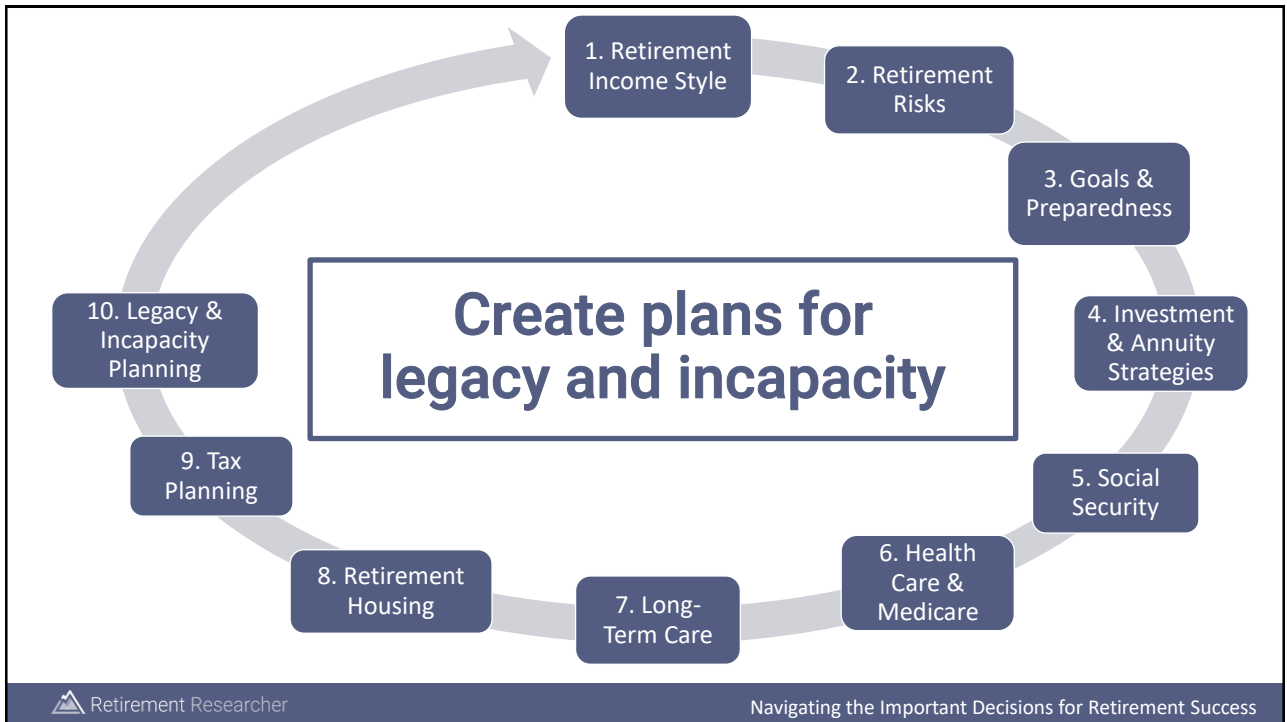 1. Retirement
Income Style
2. Retirement
Risks
3. Goals &
Preparedness
4. Investment
& Annuity
Strategies
5. Social
Security
6. Health
Care &
Medicare
7. Long-
Term Care
8. Retirement
Housing
9. Tax
Planning
10. Legacy &
Incapacity
Planning
Create plans for
legacy and incapacity
Retirement Researcher
Navigating the Important Decisions for Retirement Success